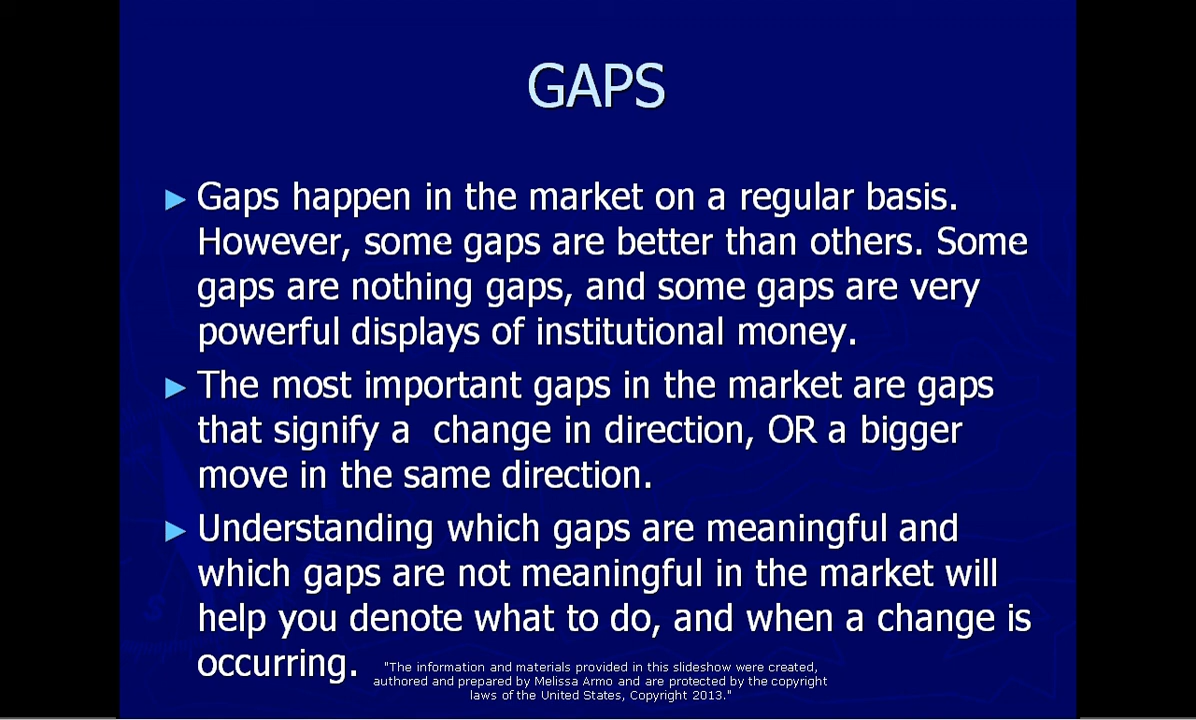 GAPS
► Gaps happen in the market on a regular basis.
However, some gaps are better than others. Some
gaps are nothing gaps, and some gaps are very
powerful displays of institutional money.
► The most important gaps in the market are gaps
that signify a  change in direction, OR a bigger
move in the same direction.
► Understanding which gaps are meaningful and
which gaps are not meaningful in the market will
help you denote what to do, and when a change is
occurring.
"The information and materials provided in this slideshow were created,
authored and prepared by Melissa Armo and are protected by the copyright
laws of the United States, Copyright 2013."
S